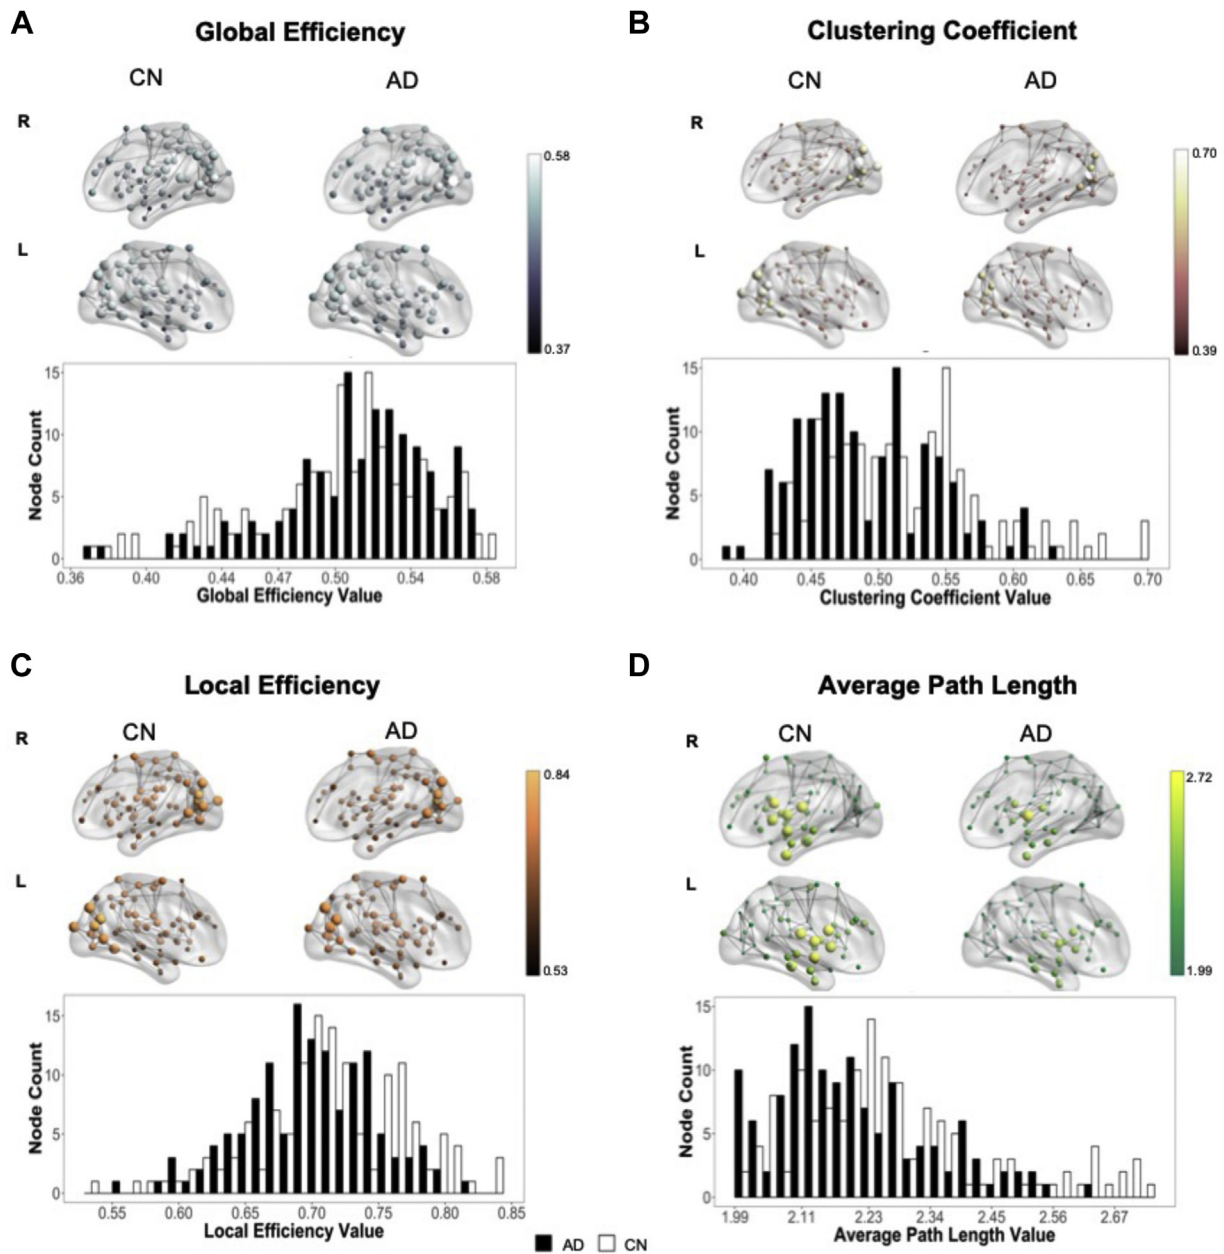 A
Global Efficiency
CN AD
R
L
0.58
0.37
Node Count
15
10
5
0
0.36 0.40 0.44 0.47 0.50 0.54 0.58
Global Efficiency Value
B
Clustering Coefficient
CN AD
R
L
0.70
0.39
Node Count
15
10
5
0
0.40 0.45 0.50 0.55 0.60 0.65 0.70
Clustering Coefficient Value
C
Local Efficiency
CN AD
R
L
0.84
0.53
Node Count
15
10
5
0
0.55 0.60 0.65 0.70 0.75 0.80 0.85
Local Efficiency Value
D
Average Path Length
CN AD
R
L
2.72
1.99
Node Count
15
10
5
0
1.99 2.11 2.23 2.34 2.45 2.56 2.67
Average Path Length Value
AD CN